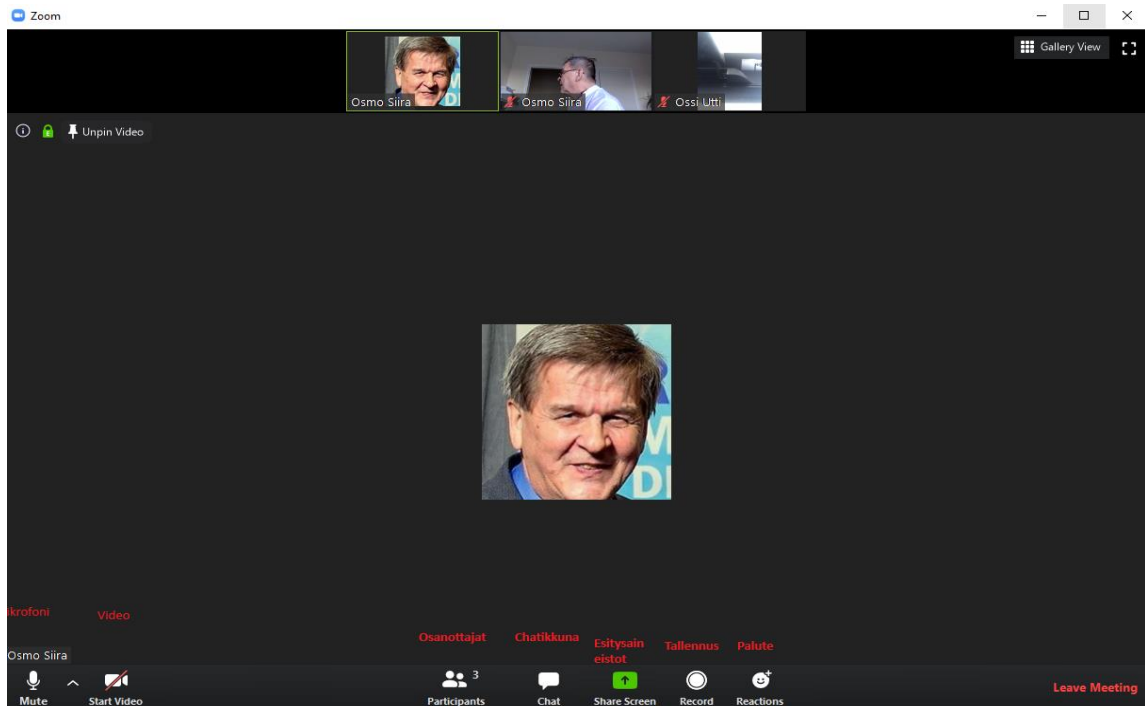 Zoom
Gallery View
Osmo Siira
Osmo Siira
Ossi Utti
Unpin Video
M
D
ikrofoni
Video
Osanottajat
Chatikkuna
Esitysain
eistot
Tallennus
Palute
Osmo Siira
3
Mute
Start Video
Participants
Chat
Share Screen
Record
Reactions
Leave Meeting